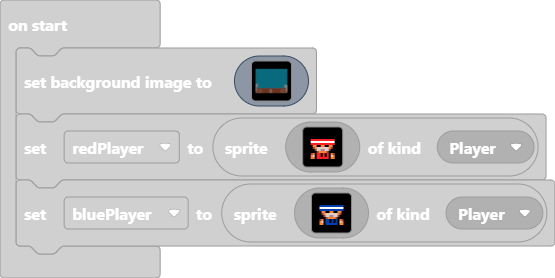 on start
set background image to
set redPlayer to sprite of kind Player
set bluePlayer to sprite of kind Player